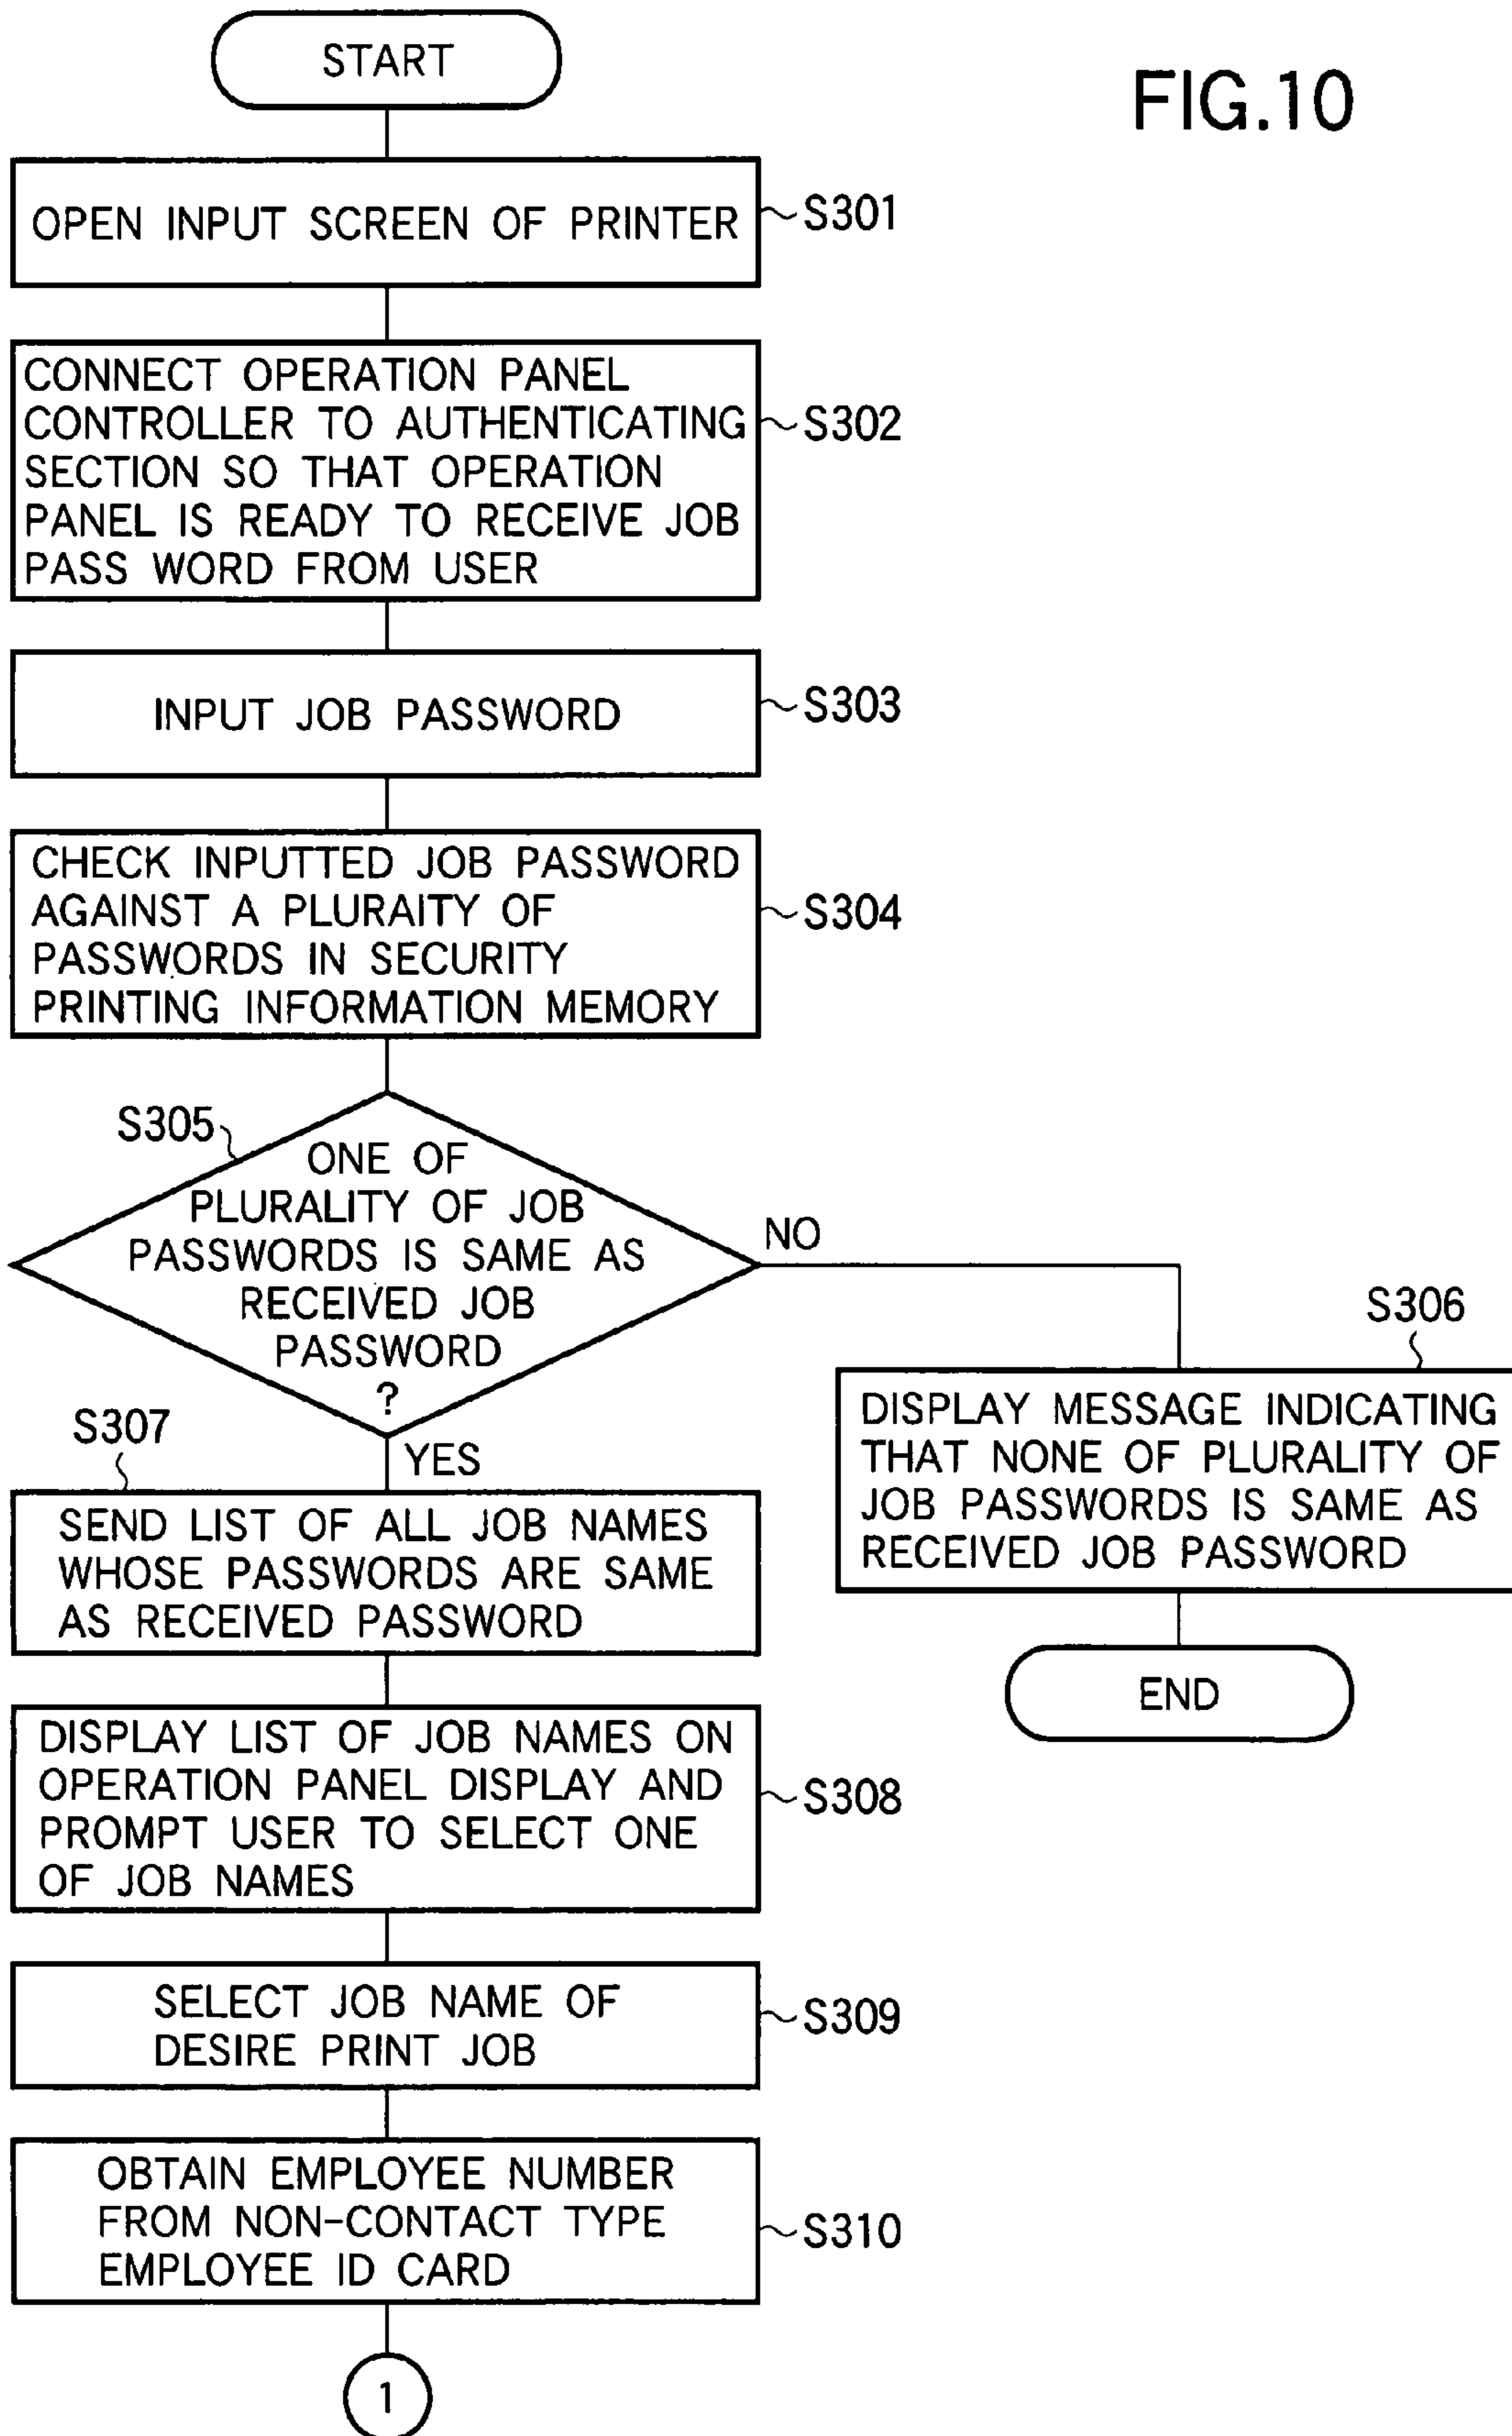 START
FIG.10
OPEN INPUT SCREEN OF PRINTER
S301
CONNECT OPERATION PANEL
CONTROLLER TO AUTHENTICATING
SECTION SO THAT OPERATION
PANEL IS READY TO RECEIVE JOB
PASS WORD FROM USER
S302
INPUT JOB PASSWORD
S303
CHECK INPUTTED JOB PASSWORD
AGAINST A PLURAITY OF
PASSWORDS IN SECURITY
PRINTING INFORMATION MEMORY
S304
S305
ONE OF
PLURALITY OF JOB
PASSWORDS IS SAME AS
RECEIVED JOB
PASSWORD
?
NO
S306
DISPLAY MESSAGE INDICATING
THAT NONE OF PLURALITY OF
JOB PASSWORDS IS SAME AS
RECEIVED JOB PASSWORD
END
YES
S307
SEND LIST OF ALL JOB NAMES
WHOSE PASSWORDS ARE SAME
AS RECEIVED PASSWORD
DISPLAY LIST OF JOB NAMES ON
OPERATION PANEL DISPLAY AND
PROMPT USER TO SELECT ONE
OF JOB NAMES
S308
SELECT JOB NAME OF
DESIRE PRINT JOB
S309
OBTAIN EMPLOYEE NUMBER
FROM NON-CONTACT TYPE
EMPLOYEE ID CARD
S310
1